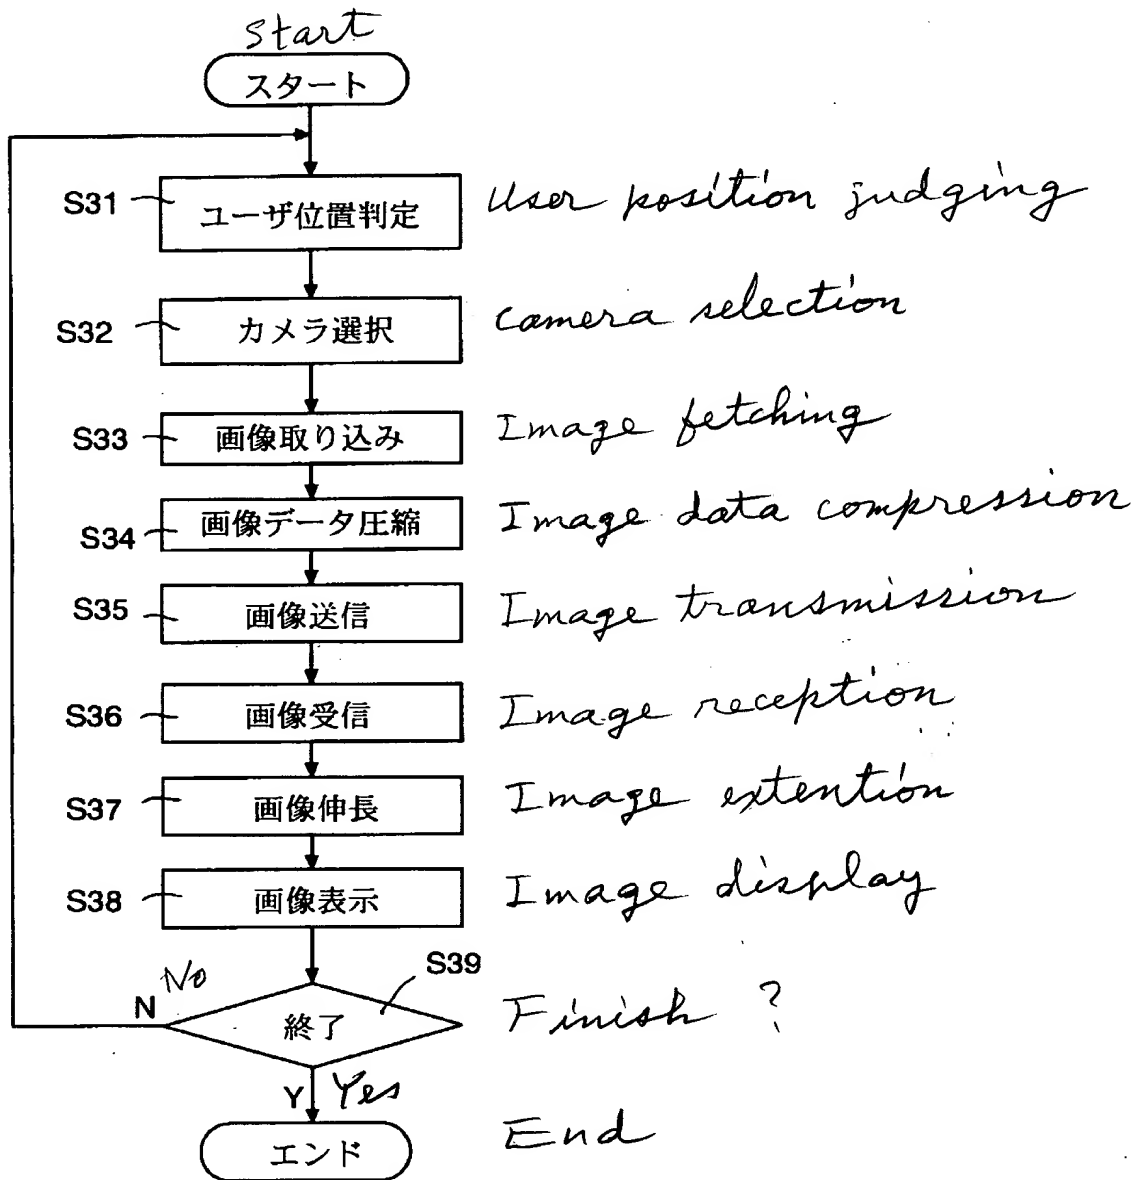 Start
スタート
S31 ユーザ位置判定 User position judging
S32 カメラ選択 camera selection
S33 画像取り込み Image fetching
S34 画像データ圧縮 Image data compression
S35 画像送信 Image transmission
S36 画像受信 Image reception
S37 画像伸長 Image extention
S38 画像表示 Image display
S39
N No 終了 Finish ?
Y Yes
エンド End